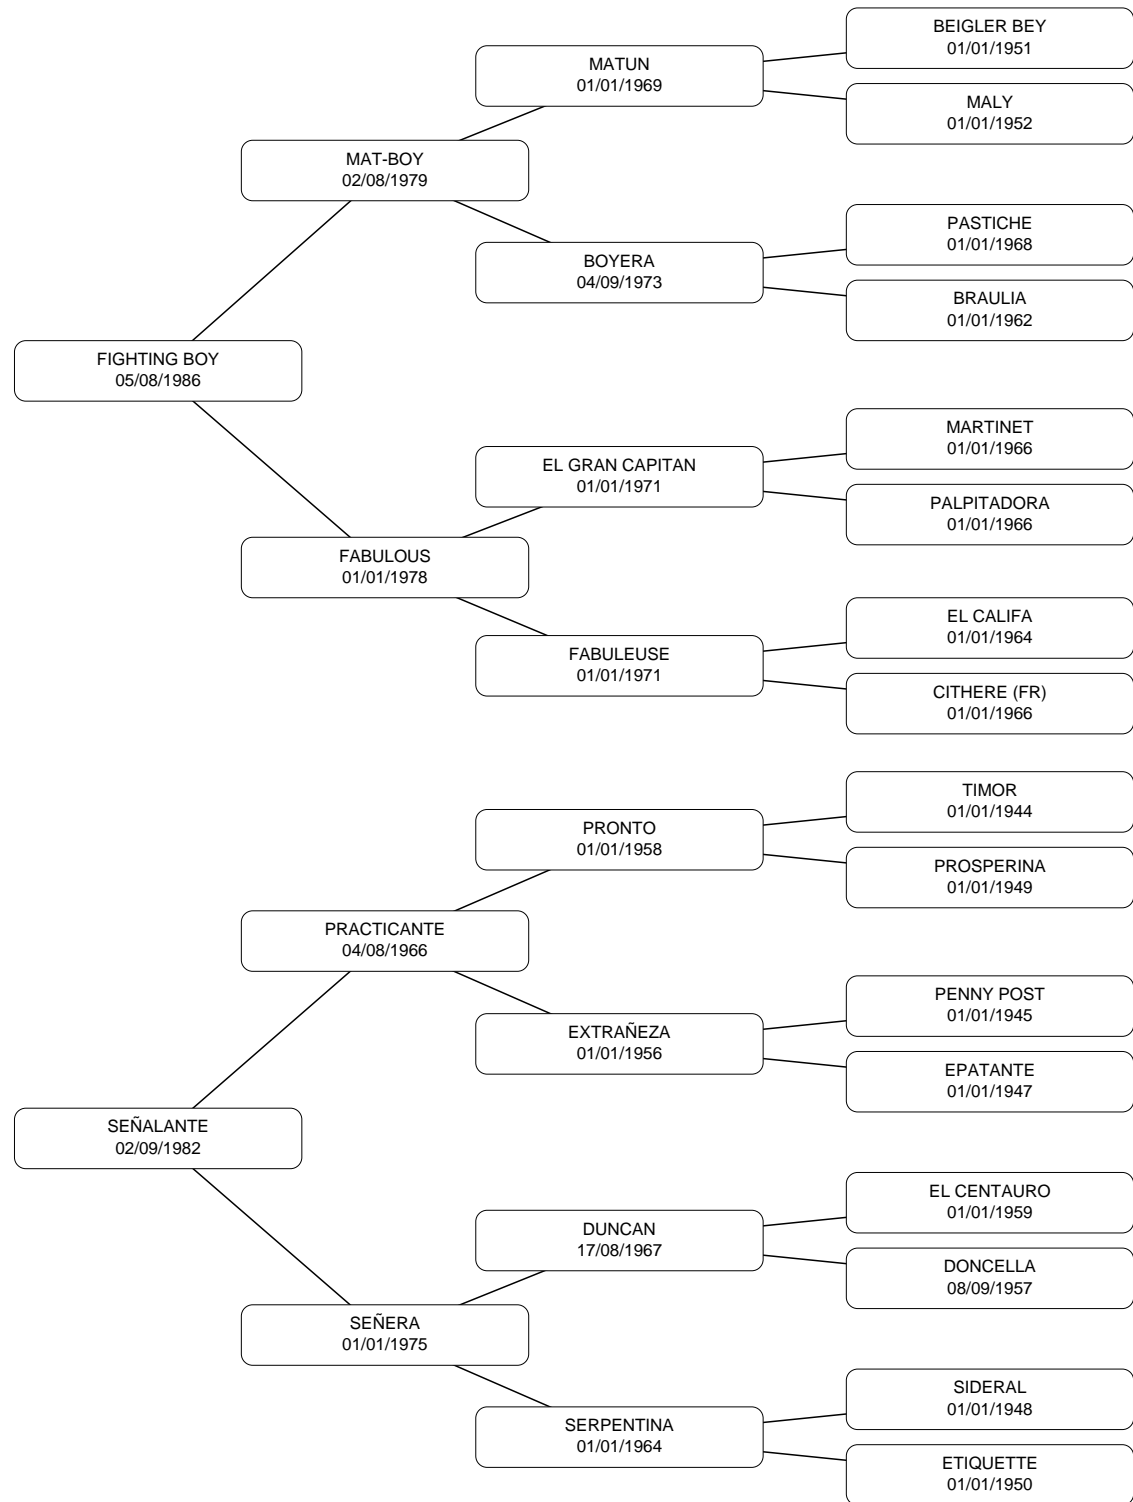 BEIGLER BEY
01/01/1951
MATUN
01/01/1969
MALY
01/01/1952
MAT-BOY
02/08/1979
PASTICHE
01/01/1968
BOYERA
04/09/1973
BRAULIA
01/01/1962
FIGHTING BOY
05/08/1986
MARTINET
01/01/1966
EL GRAN CAPITAN
01/01/1971
PALPITADORA
01/01/1966
FABULOUS
01/01/1978
EL CALIFA
01/01/1964
FABULEUSE
01/01/1971
CITHERE (FR)
01/01/1966
TIMOR
01/01/1944
PRONTO
01/01/1958
PROSPERINA
01/01/1949
PRACTICANTE
04/08/1966
PENNY POST
01/01/1945
EXTRAÑEZA
01/01/1956
EPATANTE
01/01/1947
SEÑALANTE
02/09/1982
EL CENTAURO
01/01/1959
DUNCAN
17/08/1967
DONCELLA
08/09/1957
SEÑERA
01/01/1975
SIDERAL
01/01/1948
SERPENTINA
01/01/1964
ETIQUETTE
01/01/1950